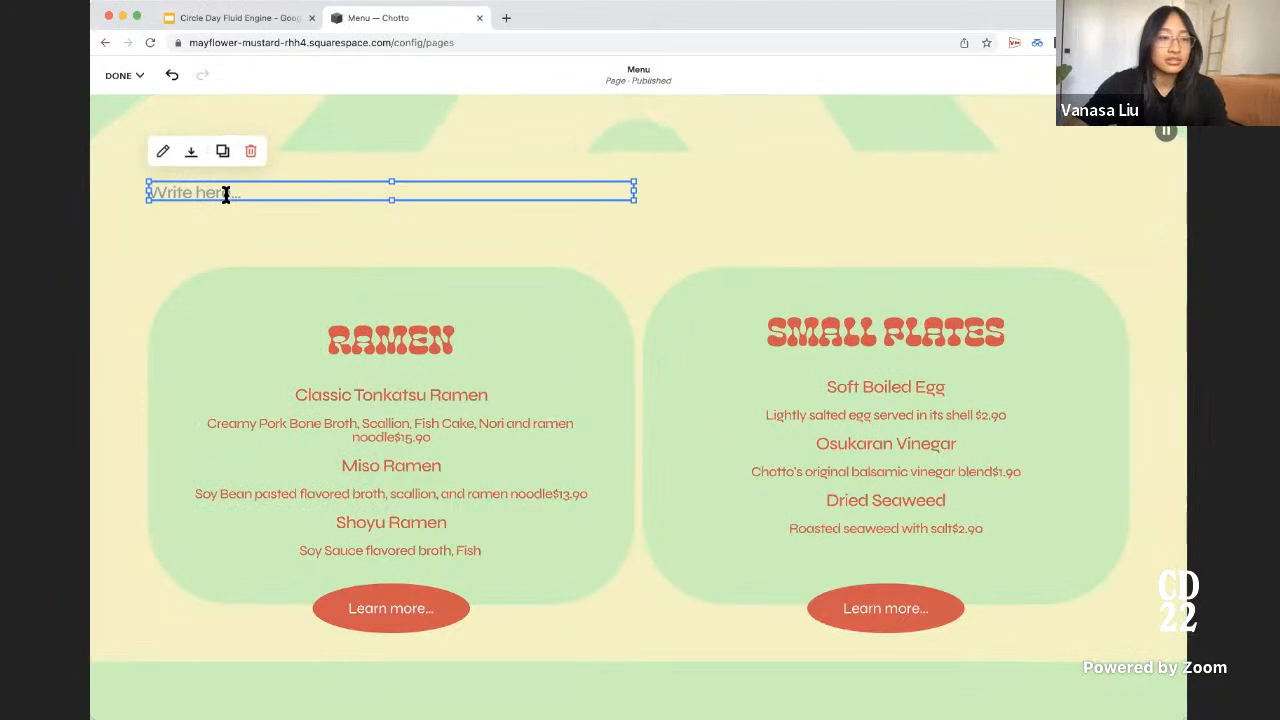 Circle Day Fluid Engine - Goog
Menu — Chotto
mayflower-mustard-rhh4.squarespace.com/config/pages
DONE
Menu
Page · Published
Vanasa Liu
Write here...
RAMEN
Classic Tonkatsu Ramen
Creamy Pork Bone Broth, Scallion, Fish Cake, Nori and ramen
noodle$15.90
Miso Ramen
Soy Bean pasted flavored broth, scallion, and ramen noodle$13.90
Shoyu Ramen
Soy Sauce flavored broth, Fish
Learn more...
SMALL PLATES
Soft Boiled Egg
Lightly salted egg served in its shell $2.90
Osukaran Vinegar
Chotto's original balsamic vinegar blend$1.90
Dried Seaweed
Roasted seaweed with salt$2.90
Learn more...
CD
22
Powered by Zoom